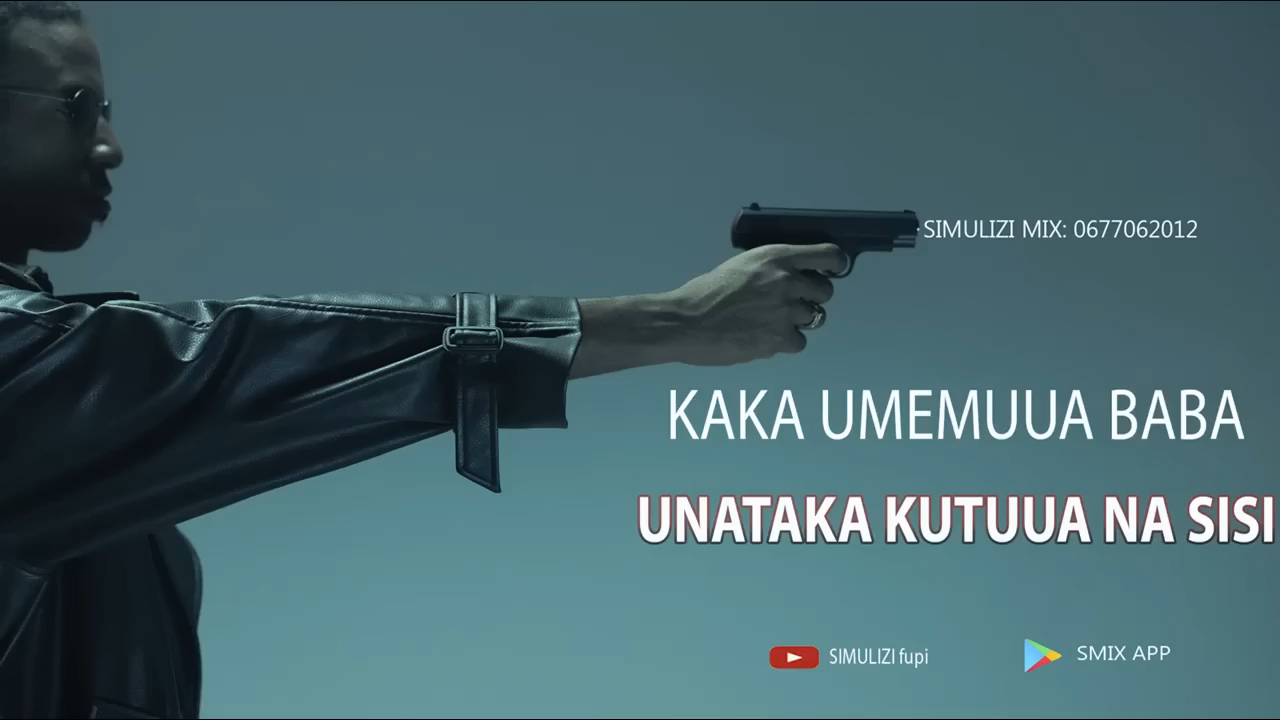 SIMULIZI MIX: 0677062012
KAKA UMEMUUA BABA
UNATAKA KUTUUA NA SISI
SIMULIZI fupi
SMIX APP